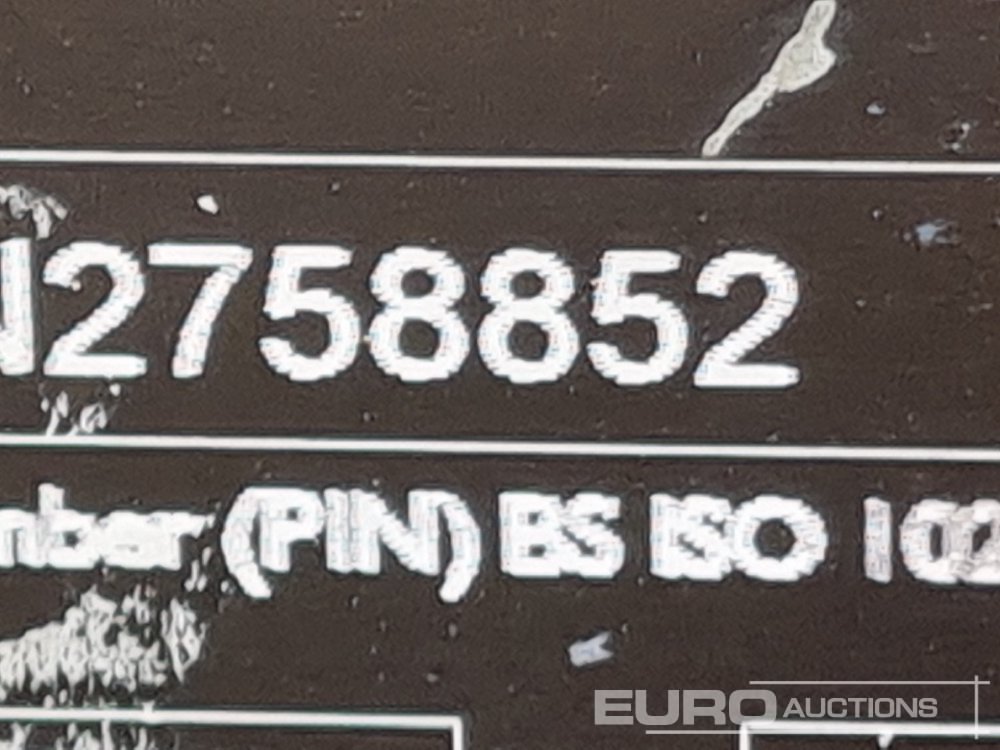 2758852
(PIN) BS ISO
EURO AUCTIONS